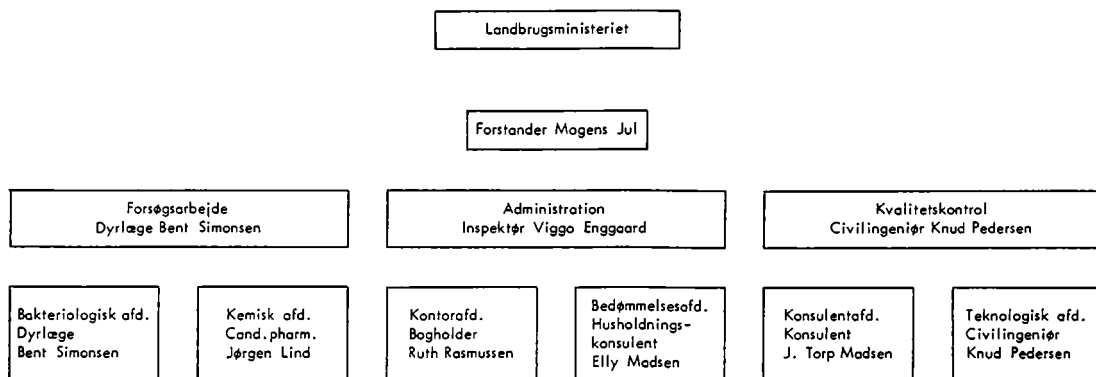 Landbrugsministeriet
Forstander Mogens Jul
Forsøgsarbejde
Dyrlæge Bent Simonsen
Administration
Inspektør Viggo Enggaard
Kvalitetskontrol
Civilingeniør Knud Pedersen
Bakteriologisk afd.
Dyrlæge
Bent Simonsen
Kemisk afd.
Cand.pharm.
Jørgen Lind
Kontorafd.
Bogholder
Ruth Rasmussen
Bedømmelsesafd.
Husholdnings-
konsulent
Elly Madsen
Konsulentafd.
Konsulent
J. Torp Madsen
Teknologisk afd.
Civilingeniør
Knud Pedersen